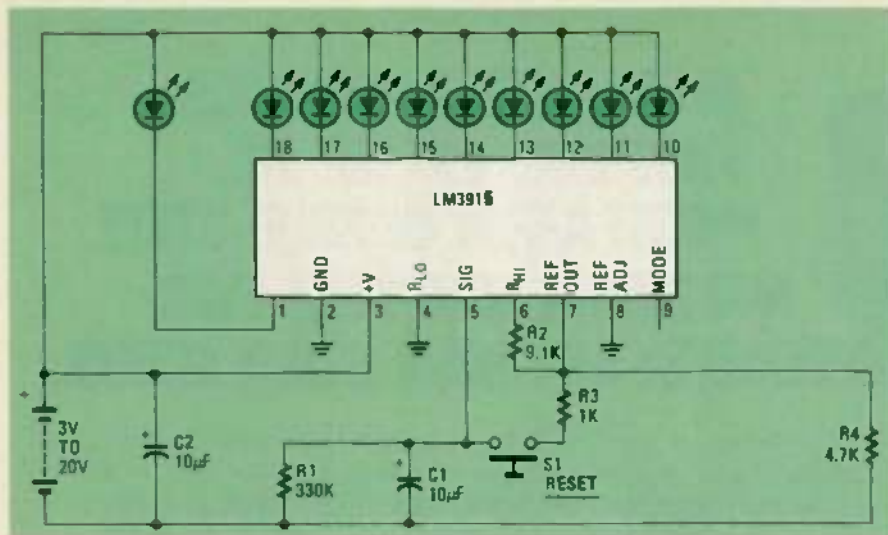 18 17 16 15 14 13 12 11 10
GND
+V
RLO
SIG
RHI
REF OUT
REF ADJ
MODE
1 2 3 4 5 6 7 8 9
R2
9.1K
R3
1K
+
3V
TO
20V
+
C2
10µF
R1
330K
+
C1
10µF
S1
RESET
R4
4.7K